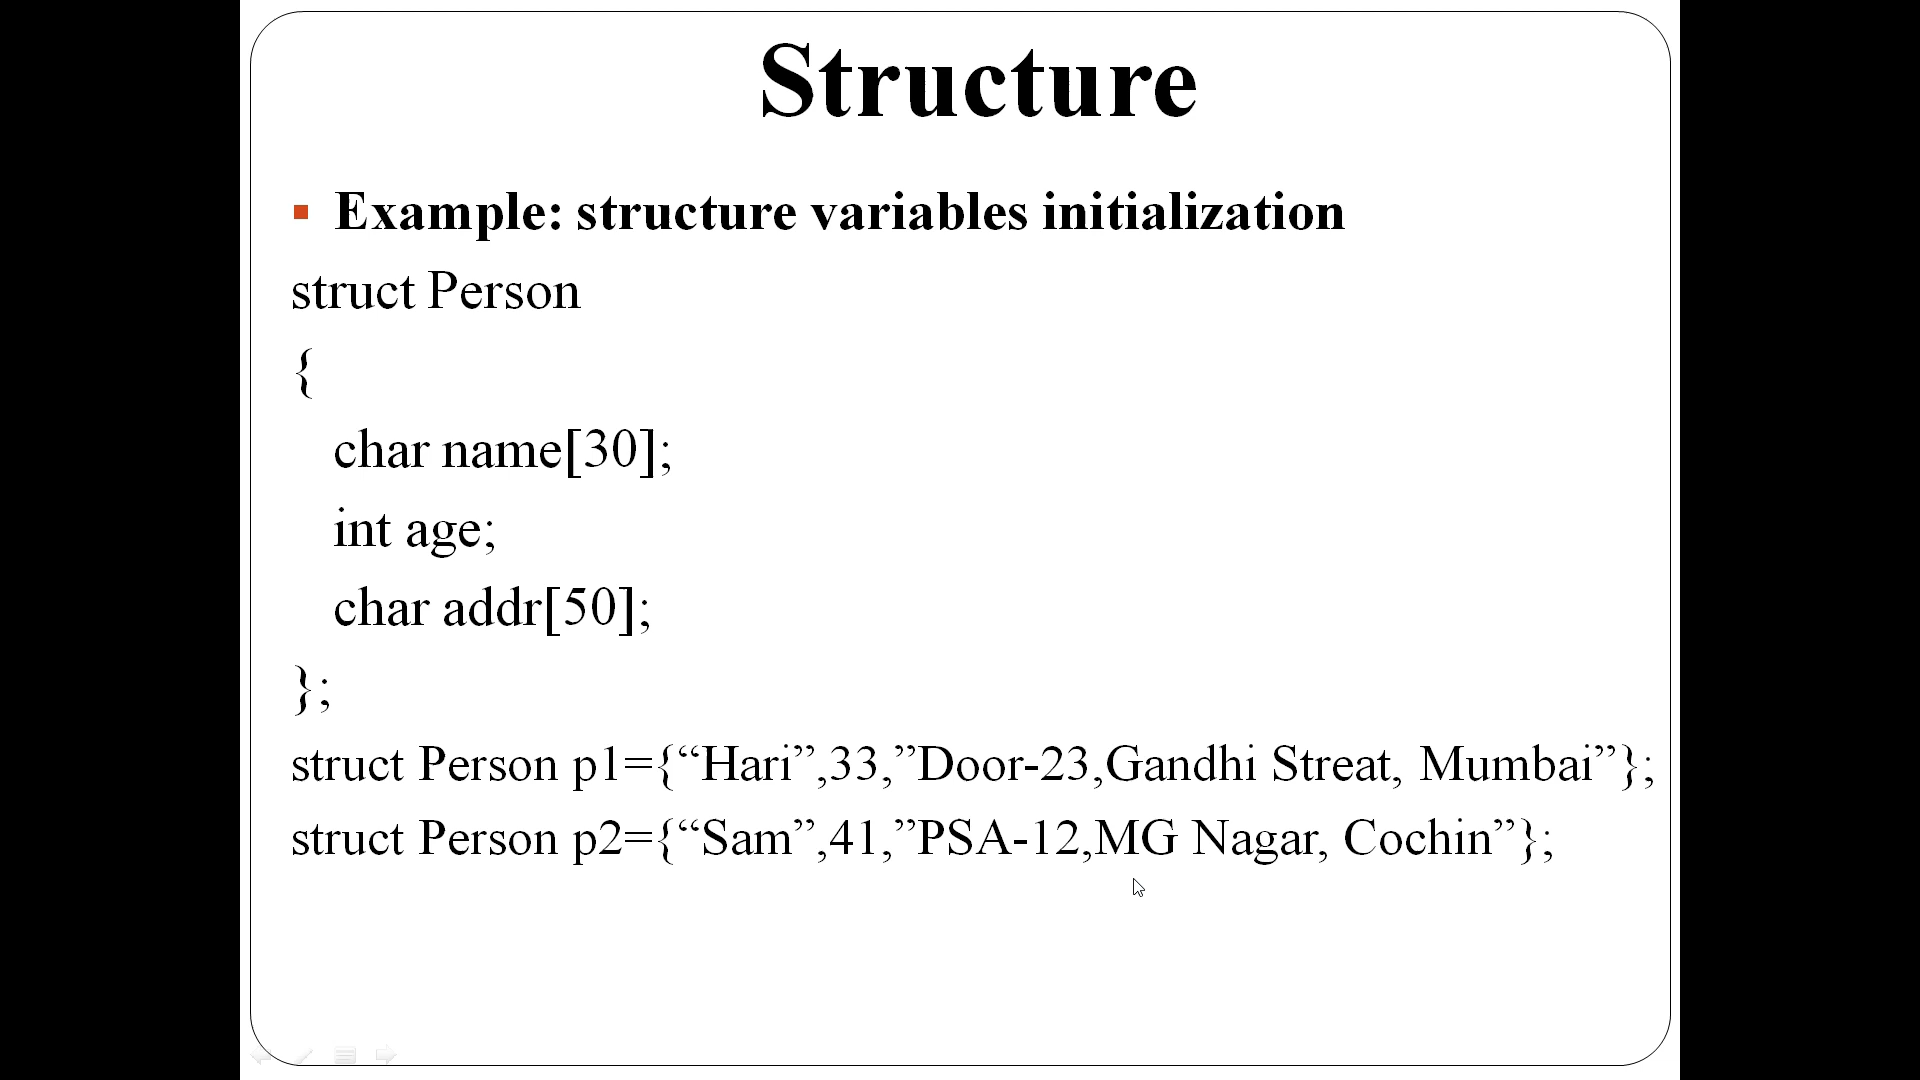 Structure
▪ Example: structure variables initialization
struct Person
{
char name[30];
int age;
char addr[50];
};
struct Person p1={“Hari”,33,”Door-23,Gandhi Streat, Mumbai”};
struct Person p2={“Sam”,41,”PSA-12,MG Nagar, Cochin”};